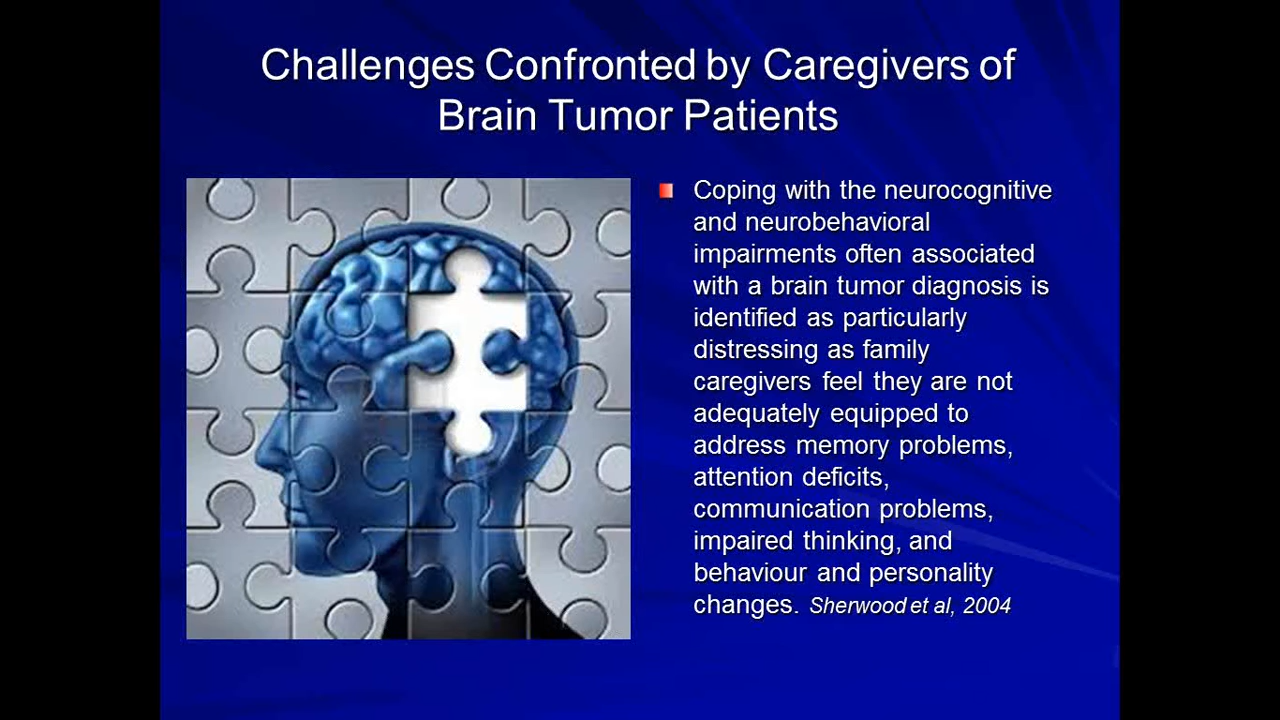 Challenges Confronted by Caregivers of
Brain Tumor Patients
Coping with the neurocognitive
and neurobehavioral
impairments often associated
with a brain tumor diagnosis is
identified as particularly
distressing as family
caregivers feel they are not
adequately equipped to
address memory problems,
attention deficits,
communication problems,
impaired thinking, and
behaviour and personality
changes. Sherwood et al, 2004